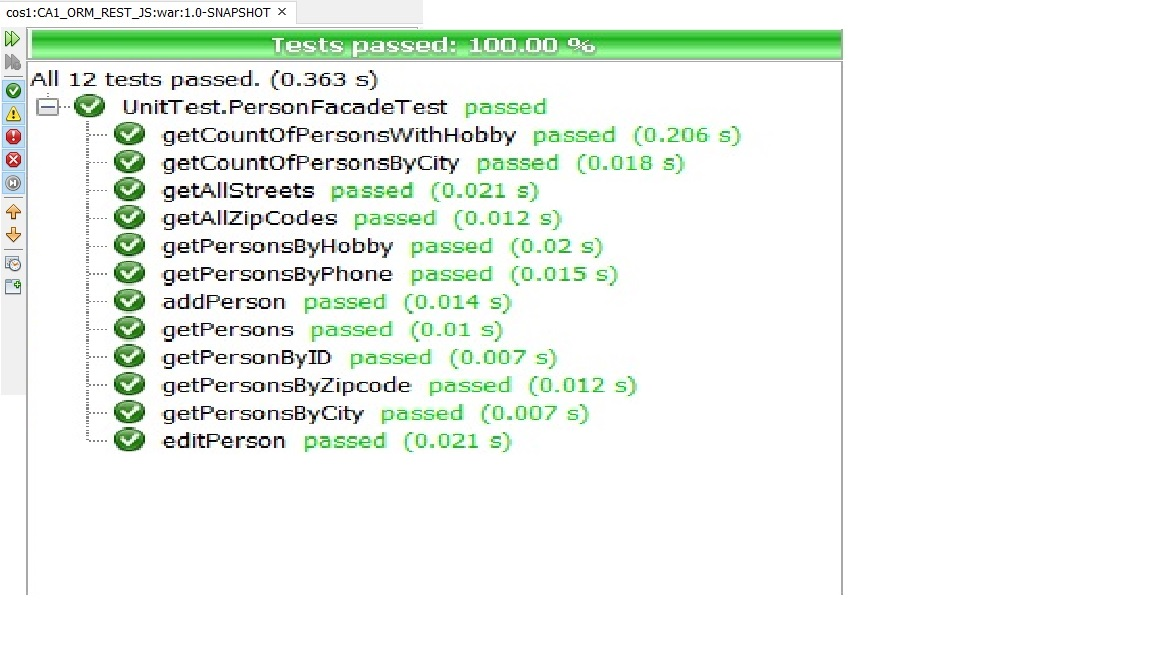 cos1:CA1_ORM_REST_JS:war:1.0-SNAPSHOT ×
Tests passed: 100.00 %
All 12 tests passed. (0.363 s)
UnitTest.PersonFacadeTest passed
getCountOfPersonsWithHobby passed (0.206 s)
getCountOfPersonsByCity passed (0.018 s)
getAllStreets passed (0.021 s)
getAllZipCodes passed (0.012 s)
getPersonsByHobby passed (0.02 s)
getPersonsByPhone passed (0.015 s)
addPerson passed (0.014 s)
getPersons passed (0.01 s)
getPersonByID passed (0.007 s)
getPersonsByZipcode passed (0.012 s)
getPersonsByCity passed (0.007 s)
editPerson passed (0.021 s)